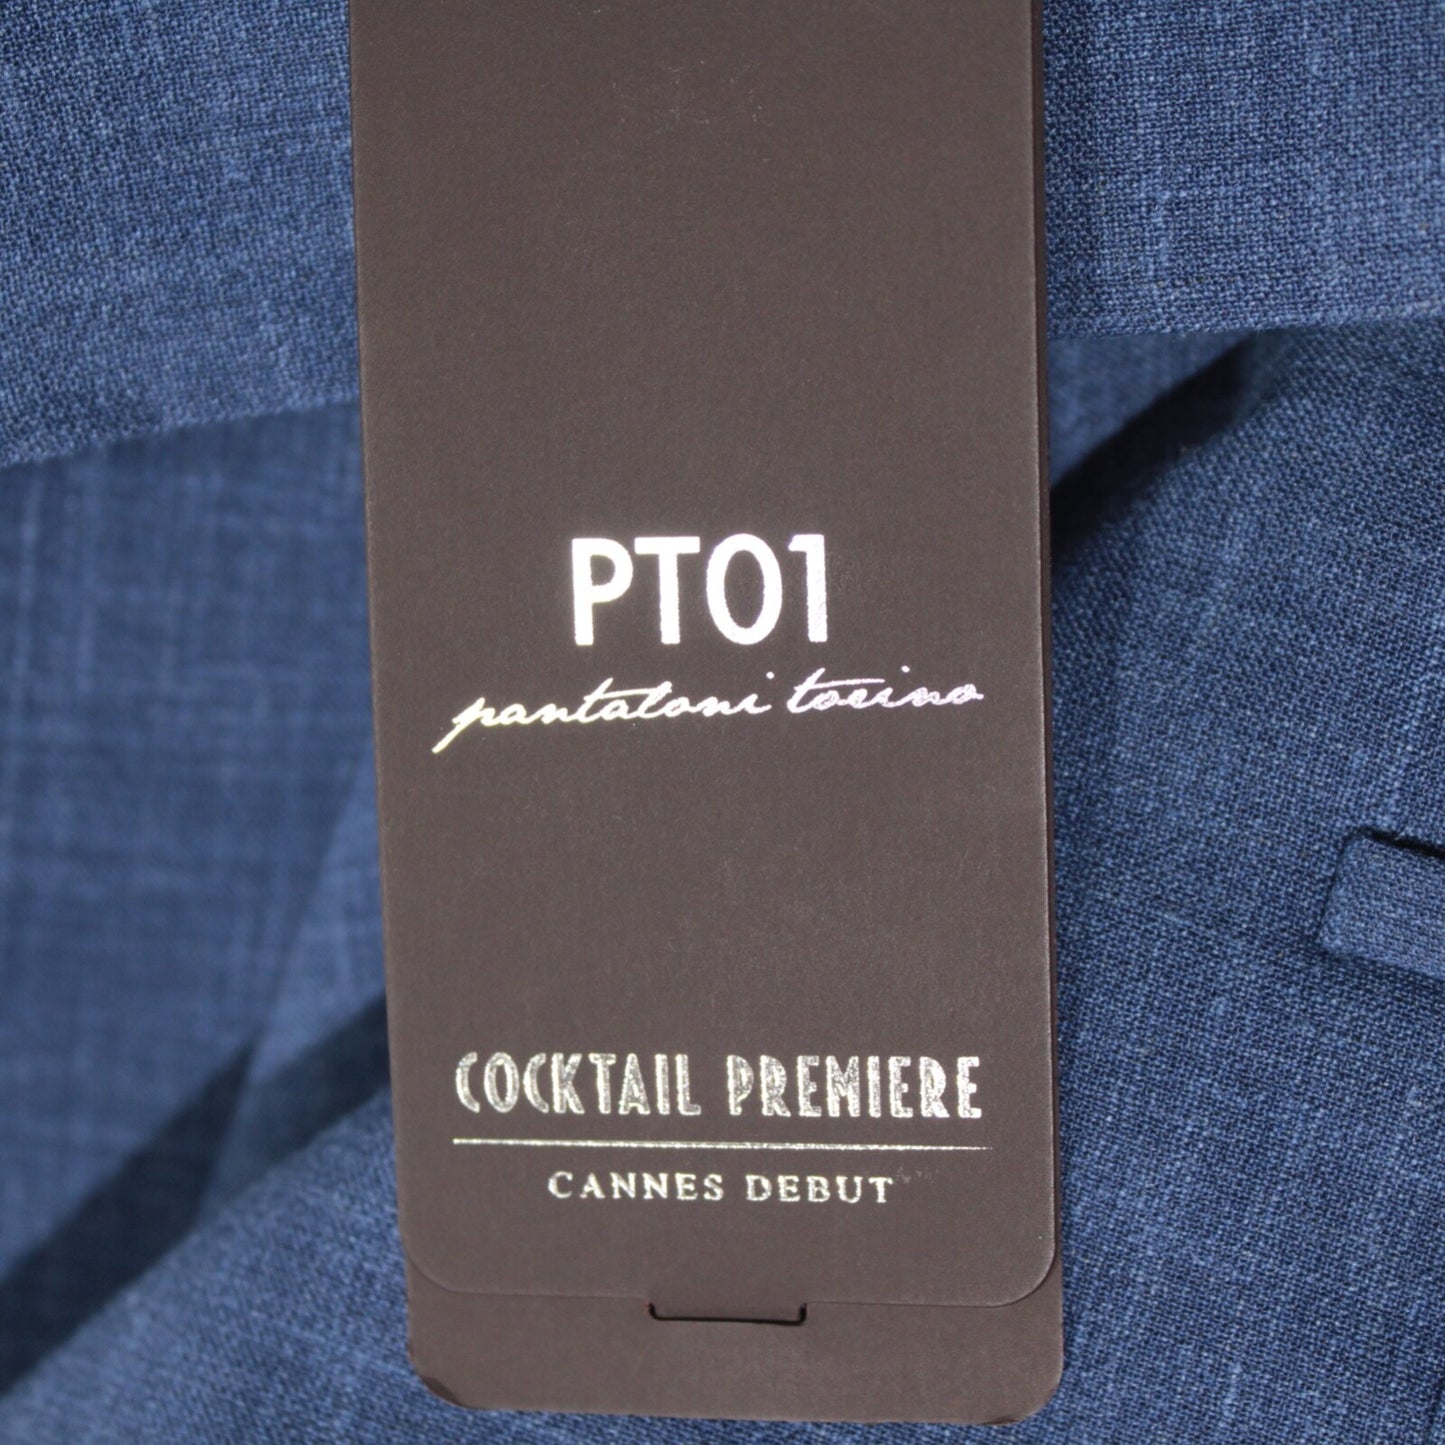 PT01
pantaloni torino
COCKTAIL PREMIERE
CANNES DEBUT